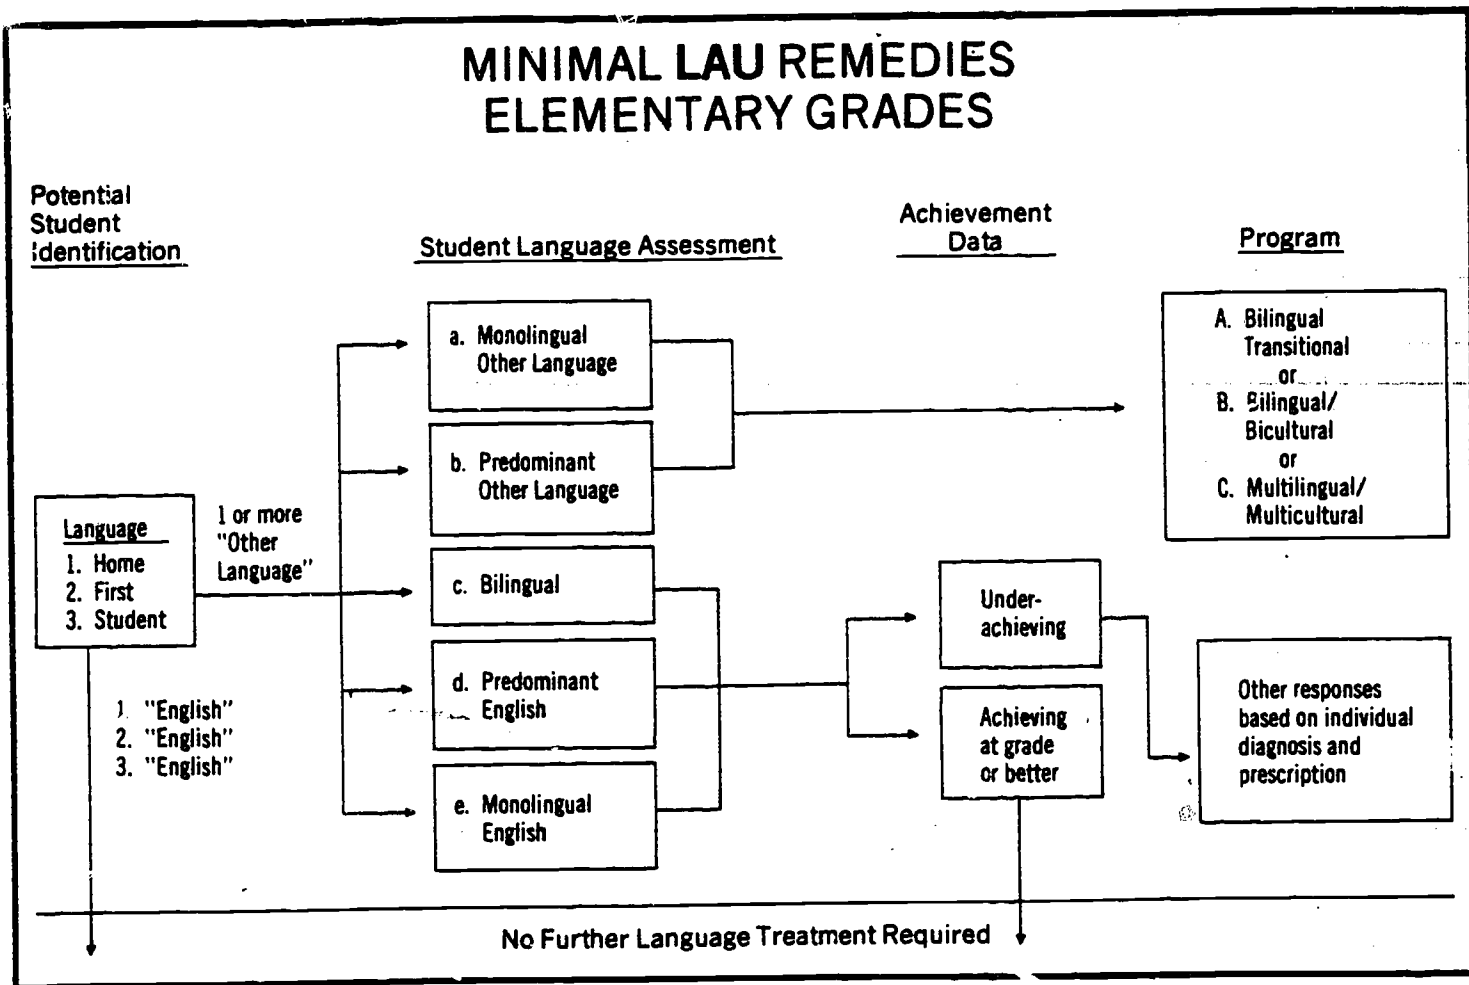 MINIMAL LAU REMEDIES
ELEMENTARY GRADES
Potential
Student
Identification
Student Language Assessment
Achievement
Data
Program
Language
1. Home
2. First
3. Student
1 or more
"Other
Language"
1. "English"
2. "English"
3. "English"
a. Monolingual
Other Language
b. Predominant
Other Language
c. Bilingual
d. Predominant
English
e. Monolingual
English
Under-
achieving
Achieving
at grade
or better
A. Bilingual
Transitional
or
B. Bilingual/
Bicultural
or
C. Multilingual/
Multicultural
Other responses
based on individual
diagnosis and
prescription
No Further Language Treatment Required